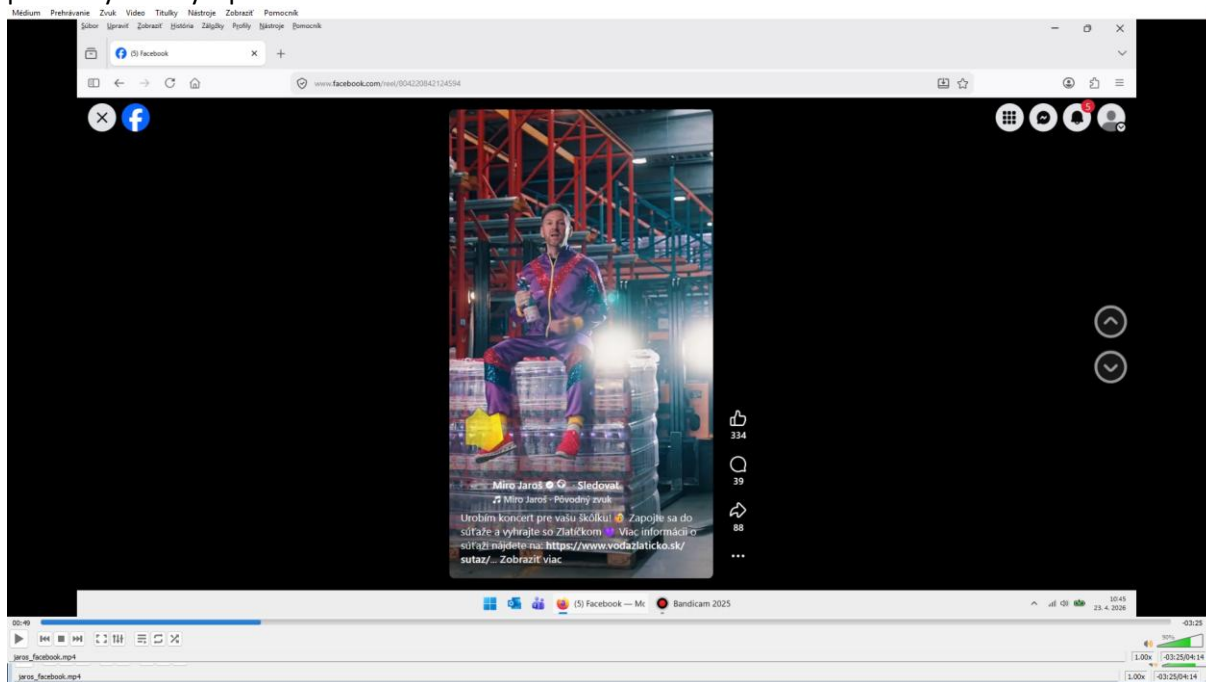 Médium Prehrávanie Zvuk Video Titulky Nástroje Zobraziť Pomocník
Súbor Upraviť Zobraziť História Záložky Profily Nástroje Pomocník
(5) Facebook
www.facebook.com/reel/804220842124594
5
334
39
88
Miro Jaroš · Sledovať
Miro Jaroš · Pôvodný zvuk
Urobím koncert pre vašu škôlku! Zapojte sa do
súťaže a vyhrajte so Zlatíčkom Viac informácií o
súťaži nájdete na: https://www.vodazlaticko.sk/
sutaz/... Zobraziť viac
(5) Facebook — Mc
Bandicam 2025
10:45
23. 4. 2026
00:49
-03:25
90%
jaros_facebook.mp4
1.00x
-03:25/04:14
jaros_facebook.mp4
1.00x
-03:25/04:14